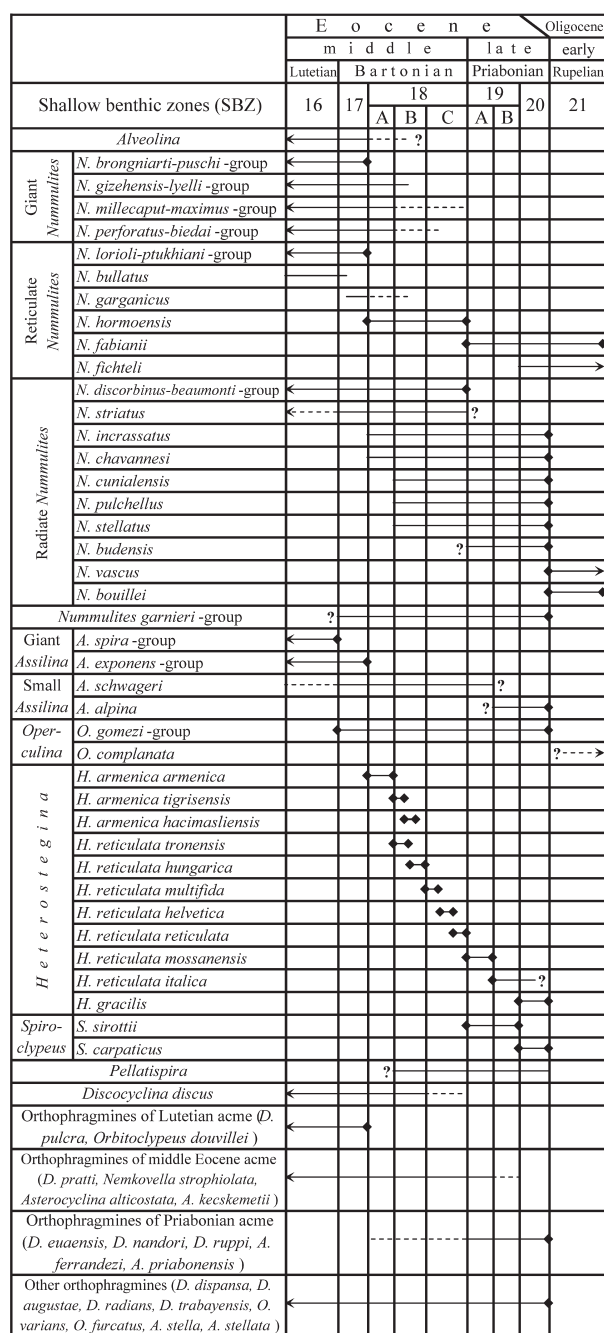 E o c e n e Oligocene
m i d d l e late early
Lutetian Bartonian Priabonian Rupelian
Shallow benthic zones (SBZ) 16 17 18 19 20 21
A B C A B
Alveolina ?
Giant Nummulites
N. brongniarti-puschi -group
N. gizehensis-lyelli -group
N. millecaput-maximus -group
N. perforatus-biedai -group
Reticulate Nummulites
N. lorioli-ptukhiani -group
N. bullatus
N. garganicus
N. hormoensis
N. fabianii
N. fichteli
Radiate Nummulites
N. discorbinus-beaumonti -group
N. striatus ?
N. incrassatus
N. chavannesi
N. cunialensis
N. pulchellus
N. stellatus
N. budensis ?
N. vascus
N. bouillei
Nummulites garnieri -group ?
Giant Assilina
A. spira -group
A. exponens -group
Small Assilina
A. schwageri ?
A. alpina ?
Oper-
culina
O. gomezi -group
O. complanata ?
Heterostegina
H. armenica armenica
H. armenica tigrisensis
H. armenica hacimasliensis
H. reticulata tronensis
H. reticulata hungarica
H. reticulata multifida
H. reticulata helvetica
H. reticulata reticulata
H. reticulata mossanensis
H. reticulata italica ?
H. gracilis
Spiro-
clypeus
S. sirottii
S. carpaticus
Pellatispira ?
Discocyclina discus
Orthophragmines of Lutetian acme (D.
pulcra, Orbitoclypeus douvillei )
Orthophragmines of middle Eocene acme
(D. pratti, Nemkovella strophiolata,
Asterocyclina alticostata, A. kecskemetii )
Orthophragmines of Priabonian acme
(D. euaensis, D. nandori, D. ruppi, A.
ferrandezi, A. priabonensis )
Other orthophragmines (D. dispansa, D.
augustae, D. radians, D. trabayensis, O.
varians, O. furcatus, A. stella, A. stellata )